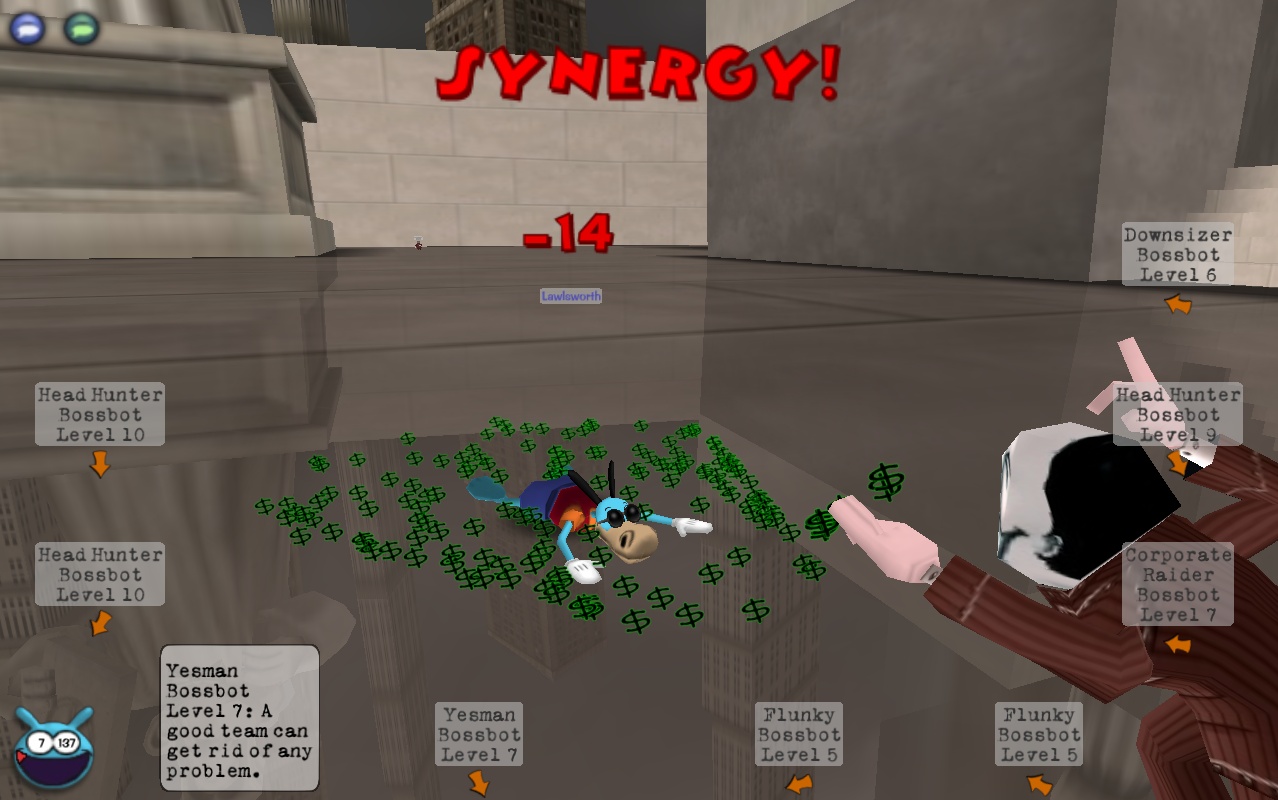 SYNERGY!
-14
Lawlsworth
Downsizer
Bossbot
Level 6
Head Hunter
Bossbot
Level 10
Head Hunter
Bossbot
Level 9
Head Hunter
Bossbot
Level 10
Corporate
Raider
Bossbot
Level 7
Yesman
Bossbot
Level 7: A
good team can
get rid of any
problem.
Yesman
Bossbot
Level 7
Flunky
Bossbot
Level 5
Flunky
Bossbot
Level 5
7 137